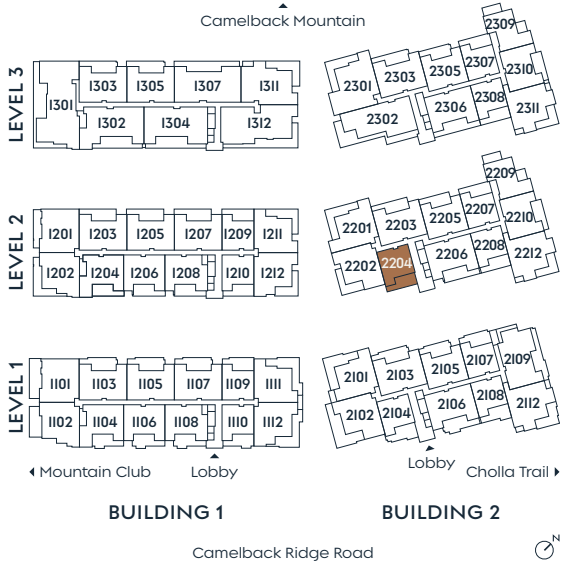 Camelback Mountain
LEVEL 3
1301 1303 1305 1307 1311
1302 1304 1312
2301 2303 2305 2307 2309
2310
2302 2306 2308 2311
LEVEL 2
1201 1203 1205 1207 1209 1211
1202 1204 1206 1208 1210 1212
2201 2203 2205 2207 2209
2210
2202 2204 2206 2208 2212
LEVEL 1
1101 1103 1105 1107 1109 1111
1102 1104 1106 1108 1110 1112
2101 2103 2105 2107 2109
2102 2104 2106 2108 2112
Mountain Club Lobby
Lobby Cholla Trail
BUILDING 1 BUILDING 2
Camelback Ridge Road
N